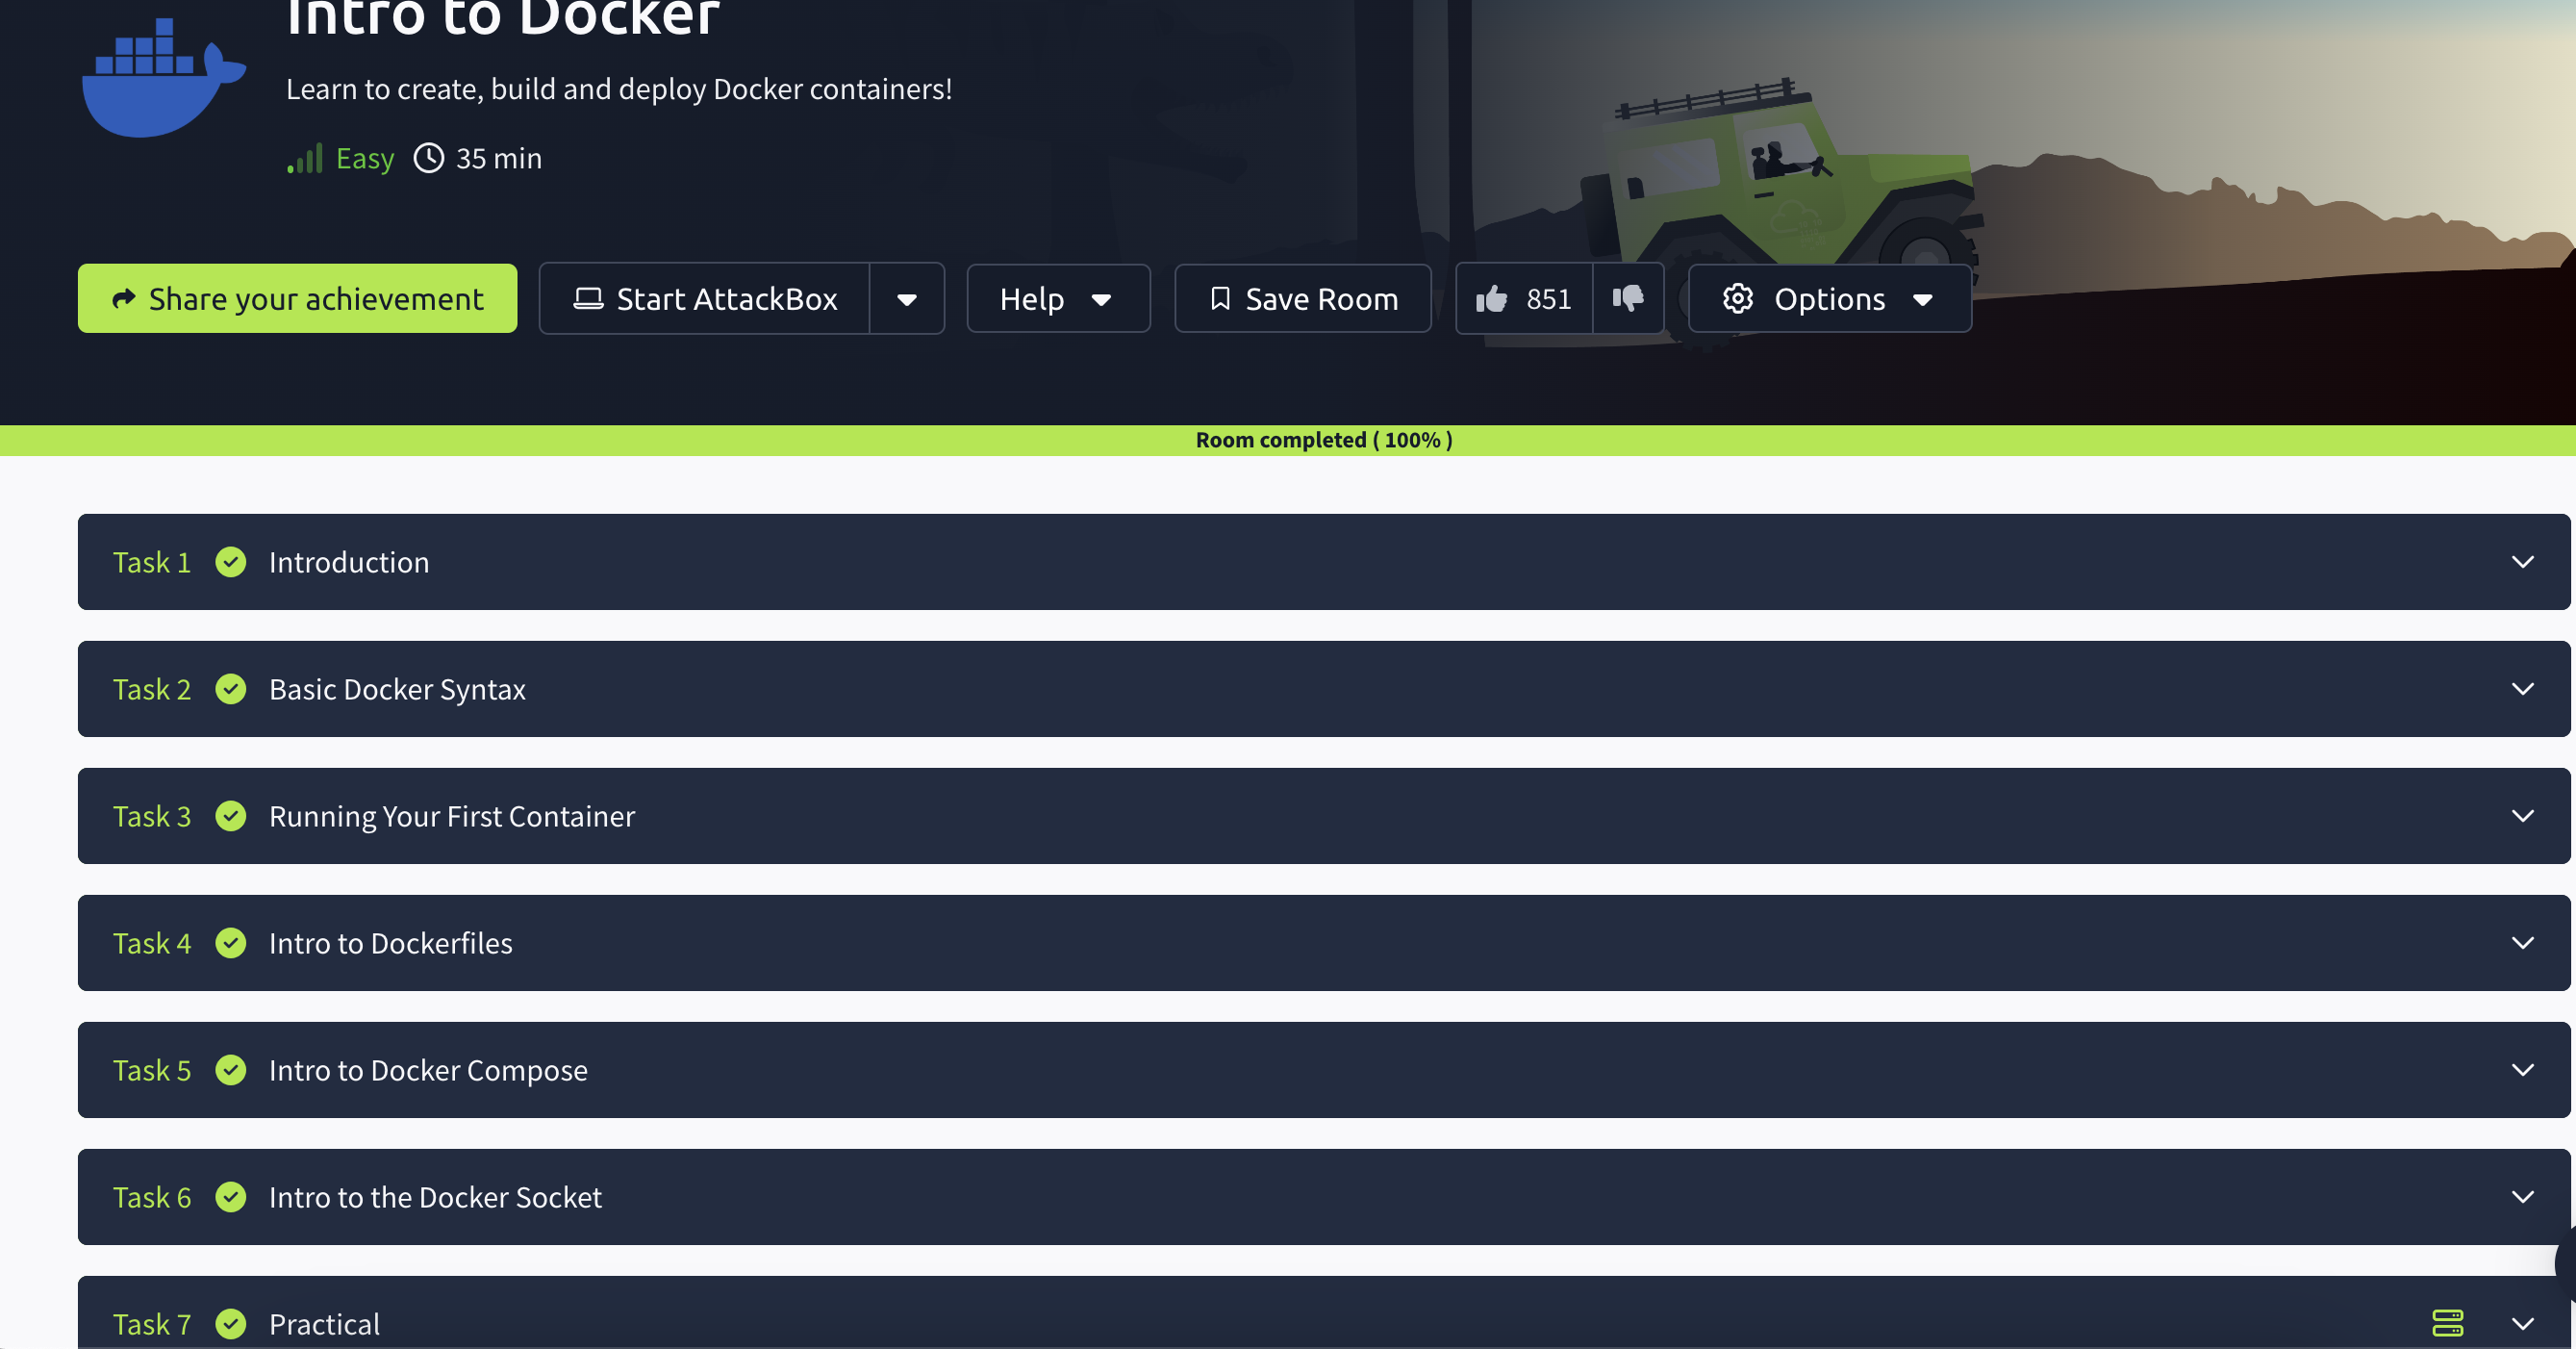 Intro to Docker
Learn to create, build and deploy Docker containers!
Easy 35 min
Share your achievement Start AttackBox Help Save Room 851 Options
Room completed ( 100% )
Task 1 Introduction
Task 2 Basic Docker Syntax
Task 3 Running Your First Container
Task 4 Intro to Dockerfiles
Task 5 Intro to Docker Compose
Task 6 Intro to the Docker Socket
Task 7 Practical